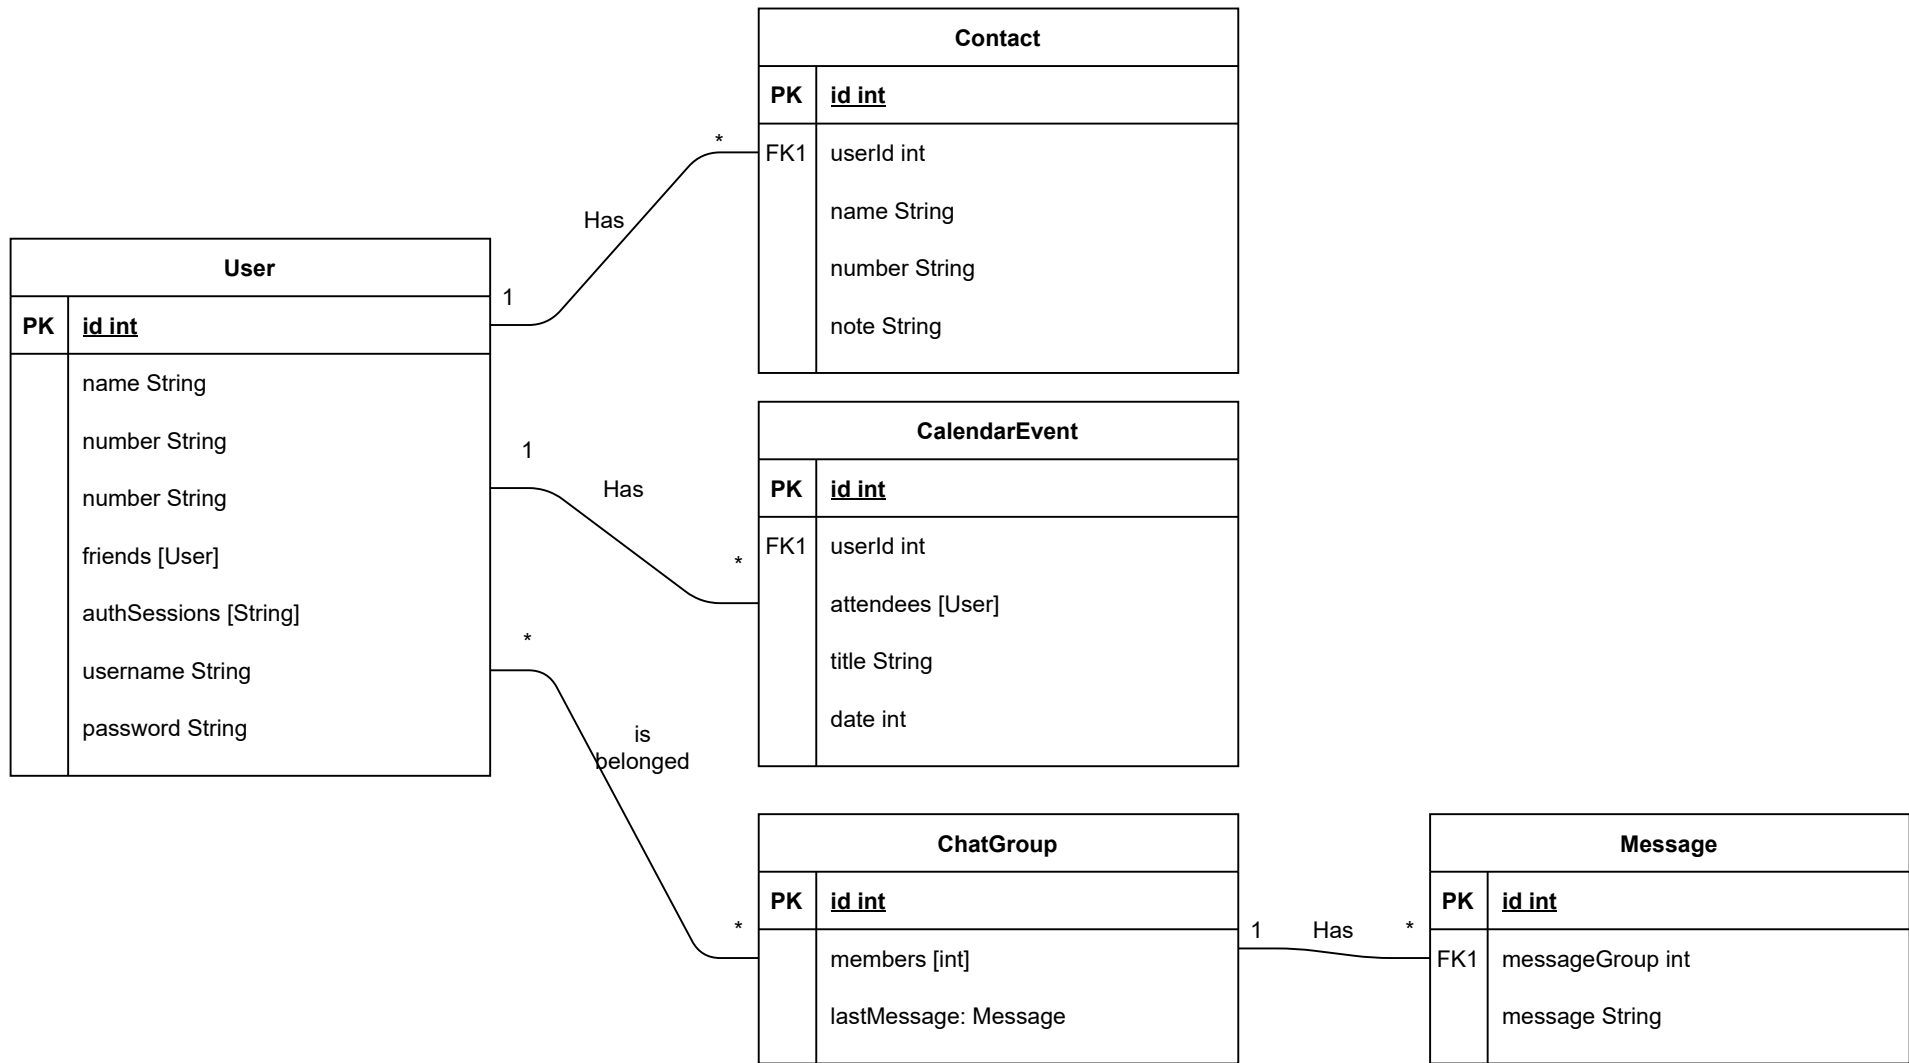 Contact
PK id int
FK1 userId int
name String
number String
note String
*
Has
1
User
PK id int
name String
number String
number String
friends [User]
authSessions [String]
username String
password String
1
Has
*
CalendarEvent
PK id int
FK1 userId int
attendees [User]
title String
date int
*
is
belonged
*
ChatGroup
PK id int
members [int]
lastMessage: Message
1 Has *
Message
PK id int
FK1 messageGroup int
message String